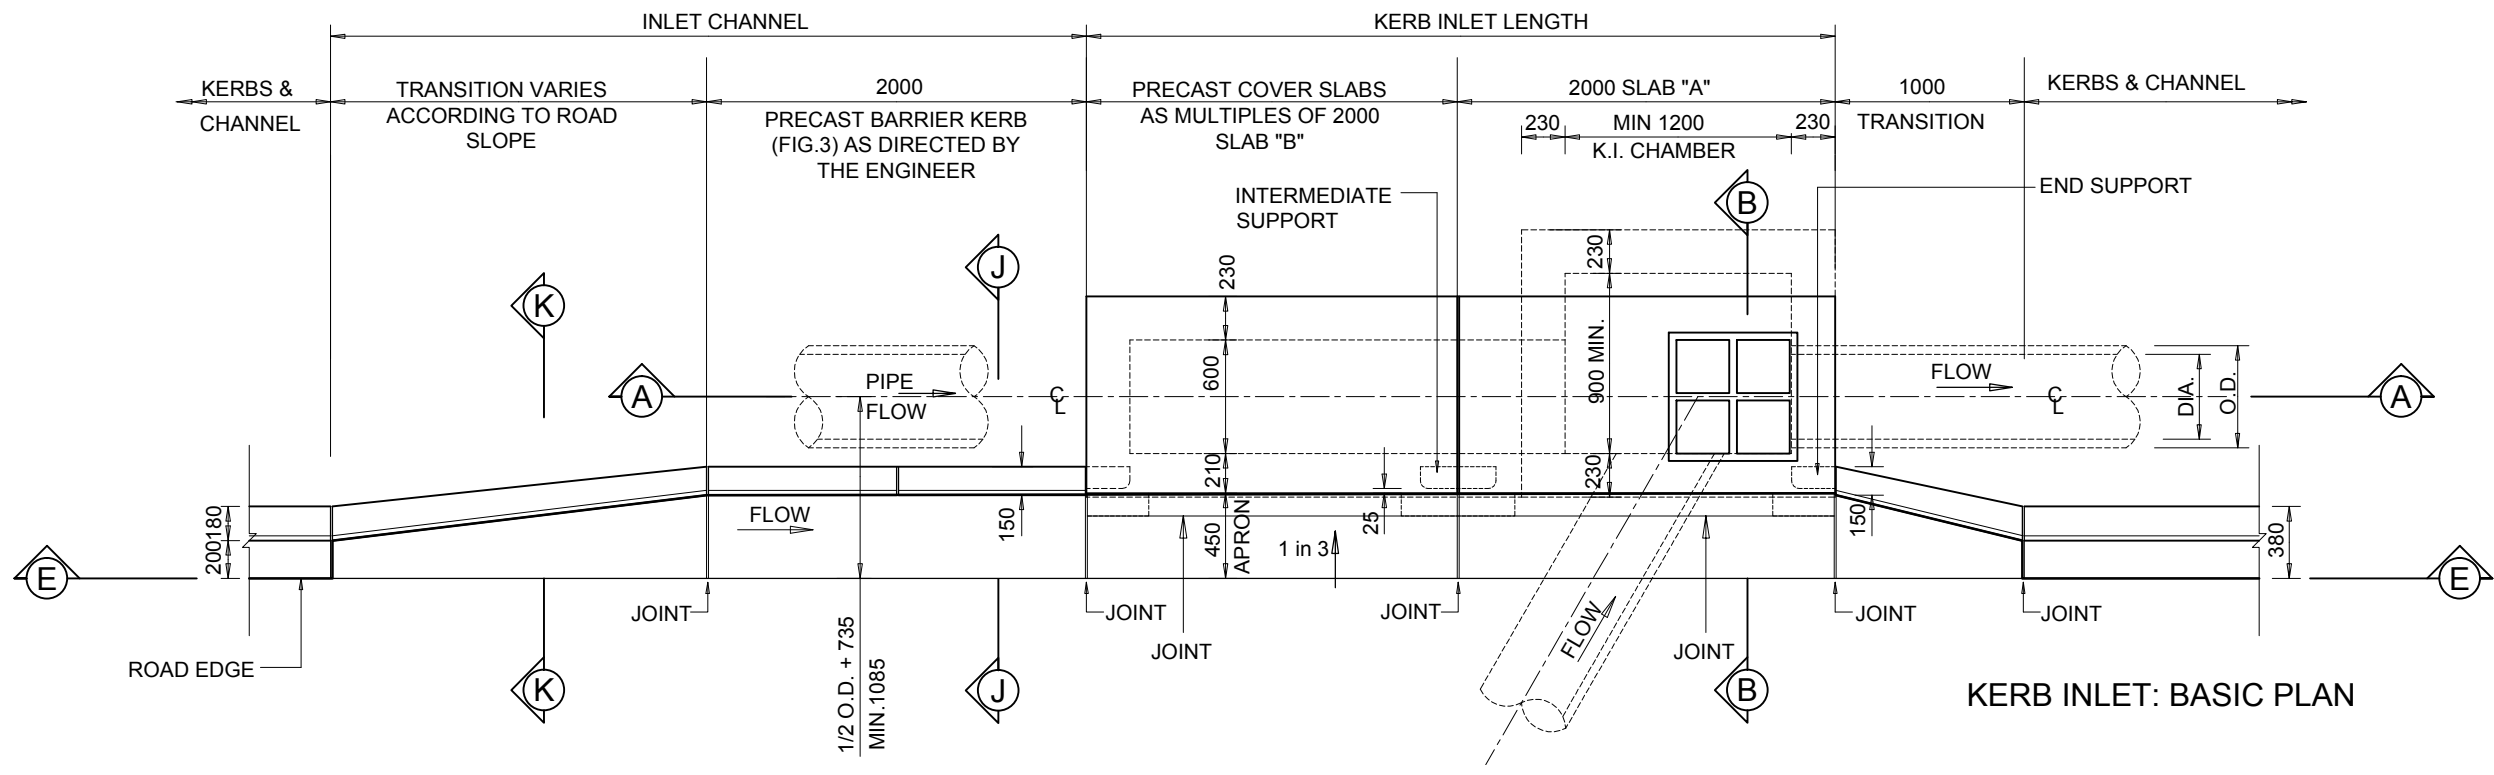 INLET CHANNEL
KERB INLET LENGTH
KERBS &
CHANNEL
TRANSITION VARIES
ACCORDING TO ROAD
SLOPE
2000
PRECAST BARRIER KERB
(FIG.3) AS DIRECTED BY
THE ENGINEER
PRECAST COVER SLABS
AS MULTIPLES OF 2000
SLAB "B"
2000 SLAB "A"
230
MIN 1200
230
K.I. CHAMBER
1000
TRANSITION
KERBS & CHANNEL
INTERMEDIATE
SUPPORT
END SUPPORT
B
J
K
A
230
600
210
450
APRON
230
900 MIN.
230
PIPE
FLOW
CL
FLOW
CL
DIA.
O.D.
A
180
200
FLOW
150
25
1 in 3
150
380
E
E
JOINT
JOINT
JOINT
JOINT
JOINT
JOINT
JOINT
FLOW
ROAD EDGE
1/2 O.D. + 735
MIN.1085
K
J
B
KERB INLET: BASIC PLAN